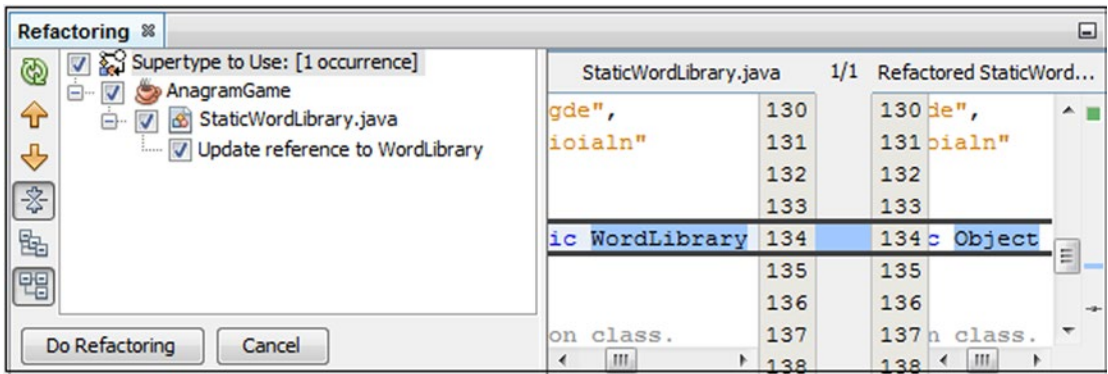 Refactoring
Supertype to Use: [1 occurrence]
AnagramGame
StaticWordLibrary.java
Update reference to WordLibrary
Do Refactoring
Cancel
StaticWordLibrary.java 1/1 Refactored StaticWord...
gde", 130 130 de",
ioialn" 131 131 oialn"
132 132
133 133
ic WordLibrary 134 134 c Object
135 135
136 136
on class. 137 137 n class.
138 138